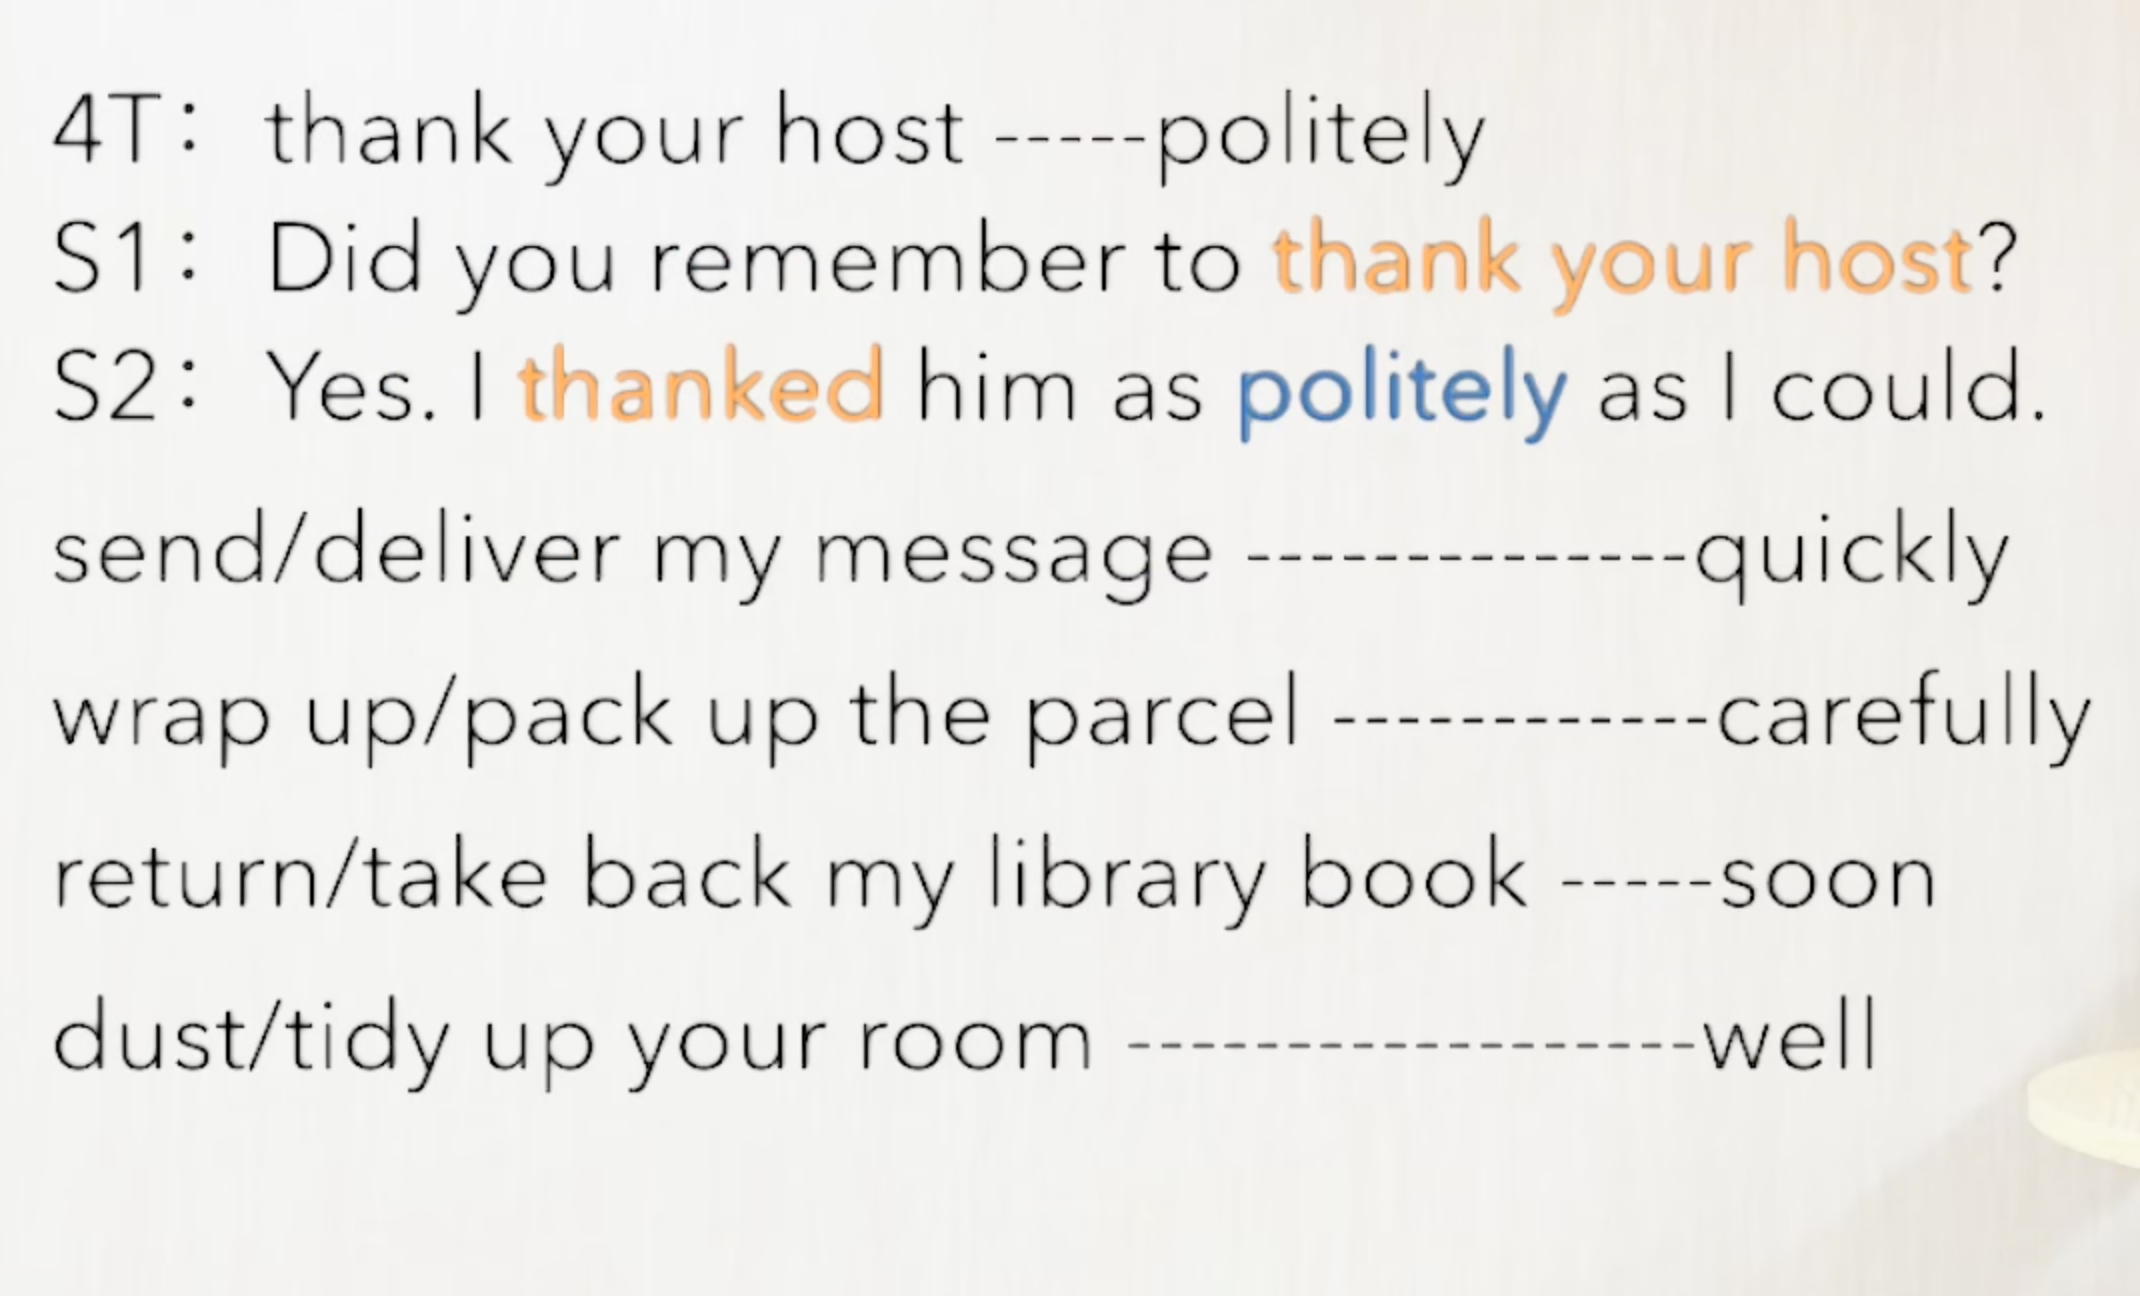 4T： thank your host -----politely
S1： Did you remember to thank your host?
S2： Yes. I thanked him as politely as I could.
send/deliver my message --------------quickly
wrap up/pack up the parcel ------------carefully
return/take back my library book -----soon
dust/tidy up your room ------------------well